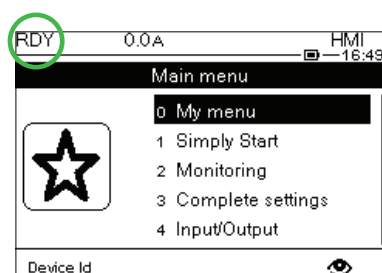 RDY 0.0A HMI
16:49
Main menu
0 My menu
1 Simply Start
2 Monitoring
3 Complete settings
4 Input/Output
Device Id